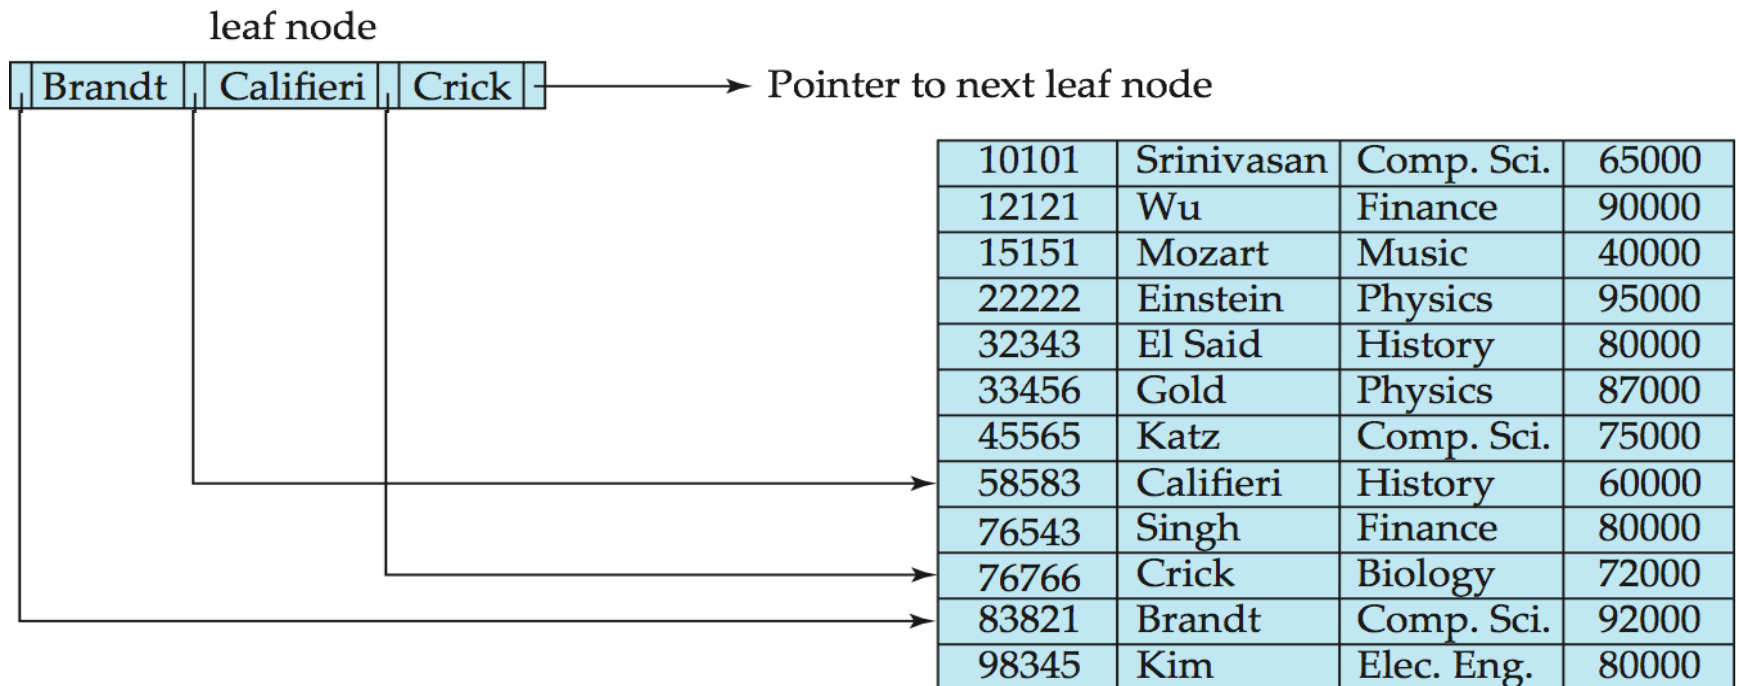 leaf node
Brandt Califieri Crick Pointer to next leaf node
10101 Srinivasan Comp. Sci. 65000
12121 Wu Finance 90000
15151 Mozart Music 40000
22222 Einstein Physics 95000
32343 El Said History 80000
33456 Gold Physics 87000
45565 Katz Comp. Sci. 75000
58583 Califieri History 60000
76543 Singh Finance 80000
76766 Crick Biology 72000
83821 Brandt Comp. Sci. 92000
98345 Kim Elec. Eng. 80000